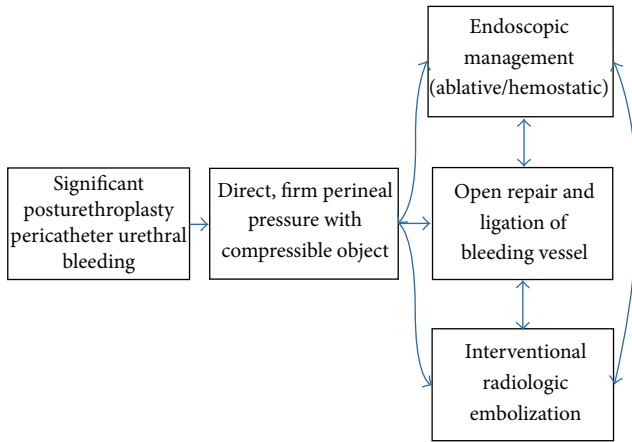 Significant
posturethroplasty
pericatheter urethral
bleeding
Direct, firm perineal
pressure with
compressible object
Endoscopic
management
(ablative/hemostatic)
Open repair and
ligation of
bleeding vessel
Interventional
radiologic
embolization